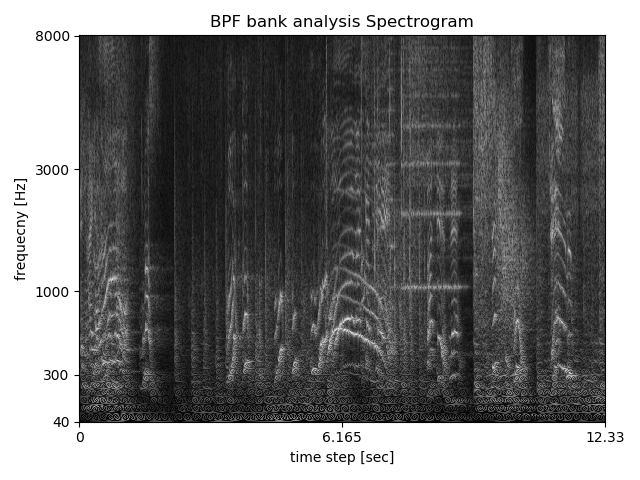 BPF bank analysis Spectrogram
8000
3000
1000
300
40
frequecny [Hz]
0
6.165
12.33
time step [sec]